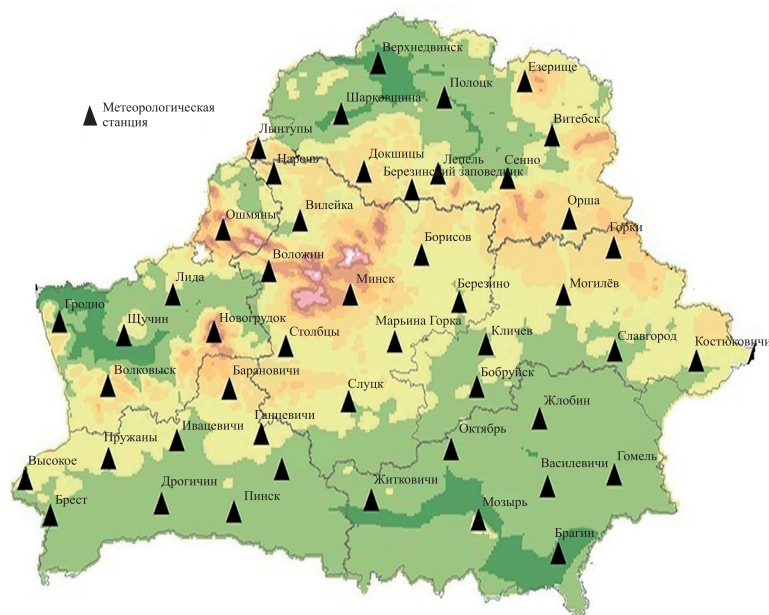 Верхнедвинск
Езерище
Полоцк
Метеорологическая
станция
Шарковщина
Витебск
Лынтупы
Докшицы
Лепель
Сенно
Нарочь
Березинский заповедник
Орша
Вилейка
Ошмяны
Борисов
Горки
Воложин
Лида
Минск
Березино
Могилёв
Гродно
Щучин
Новогрудок
Марьина Горка
Столбцы
Кличев
Славгород
Костюковичи
Волковыск
Барановичи
Слуцк
Бобруйск
Жлобин
Ганцевичи
Ивацевичи
Пружаны
Октябрь
Высокое
Гомель
Василевичи
Дрогичин
Житковичи
Брест
Пинск
Мозырь
Брагин